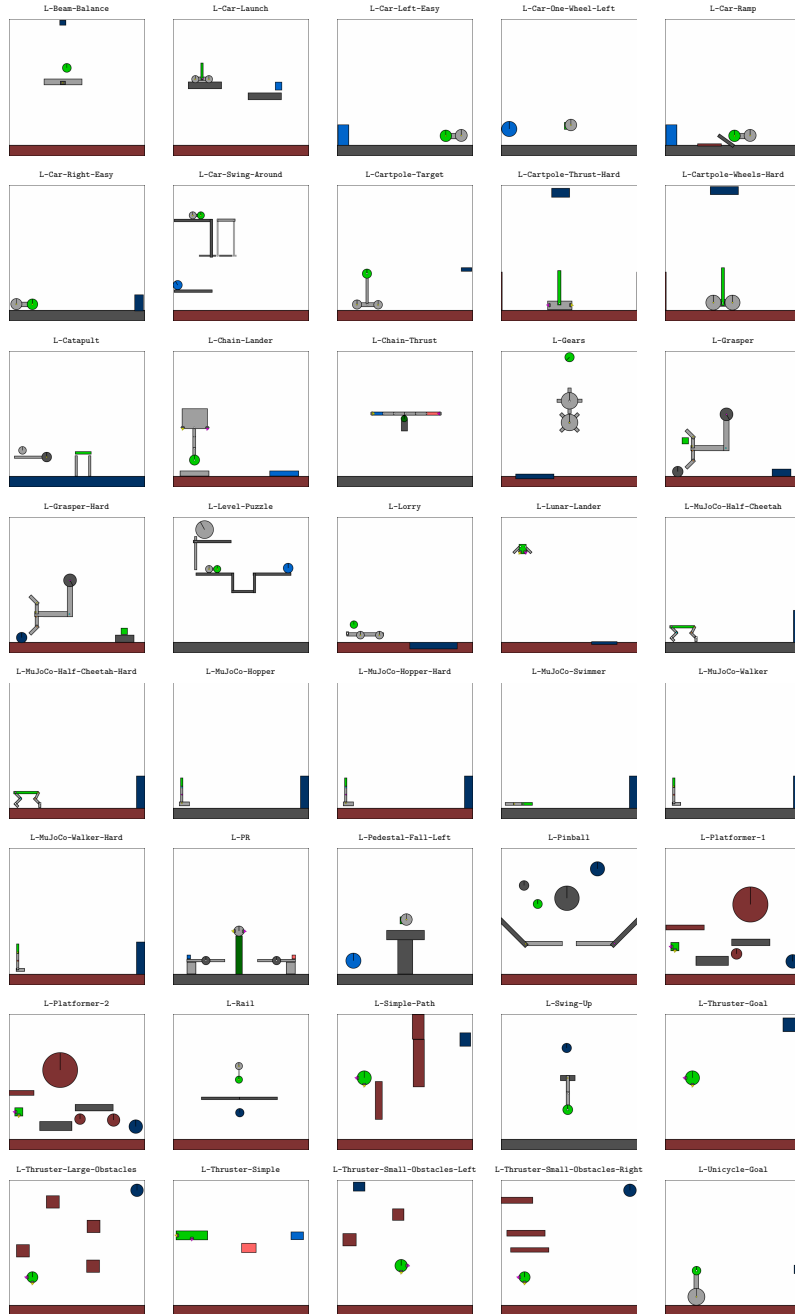 L-Beam-Balance
L-Car-Launch
L-Car-Left-Easy
L-Car-One-Wheel-Left
L-Car-Ramp
L-Car-Right-Easy
L-Car-Swing-Around
L-Cartpole-Target
L-Cartpole-Thrust-Hard
L-Cartpole-Wheels-Hard
L-Catapult
L-Chain-Lander
L-Chain-Thrust
L-Gears
L-Grasper
L-Grasper-Hard
L-Level-Puzzle
L-Lorry
L-Lunar-Lander
L-MuJoCo-Half-Cheetah
L-MuJoCo-Half-Cheetah-Hard
L-MuJoCo-Hopper
L-MuJoCo-Hopper-Hard
L-MuJoCo-Swimmer
L-MuJoCo-Walker
L-MuJoCo-Walker-Hard
L-PR
L-Pedestal-Fall-Left
L-Pinball
L-Platformer-1
L-Platformer-2
L-Rail
L-Simple-Path
L-Swing-Up
L-Thruster-Goal
L-Thruster-Large-Obstacles
L-Thruster-Simple
L-Thruster-Small-Obstacles-Left
L-Thruster-Small-Obstacles-Right
L-Unicycle-Goal